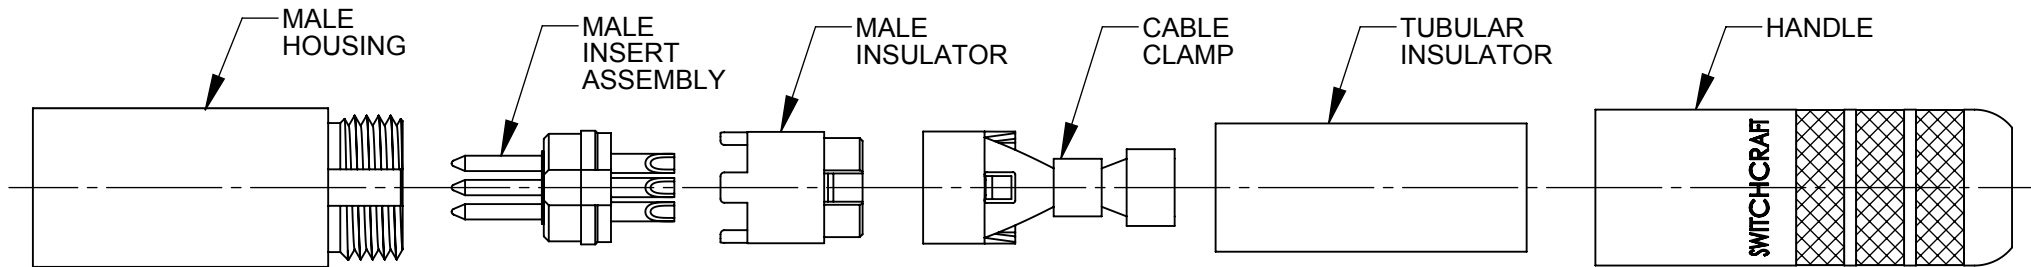 MALE
HOUSING
MALE
INSERT
ASSEMBLY
MALE
INSULATOR
CABLE
CLAMP
TUBULAR
INSULATOR
HANDLE
SWITCHCRAFT